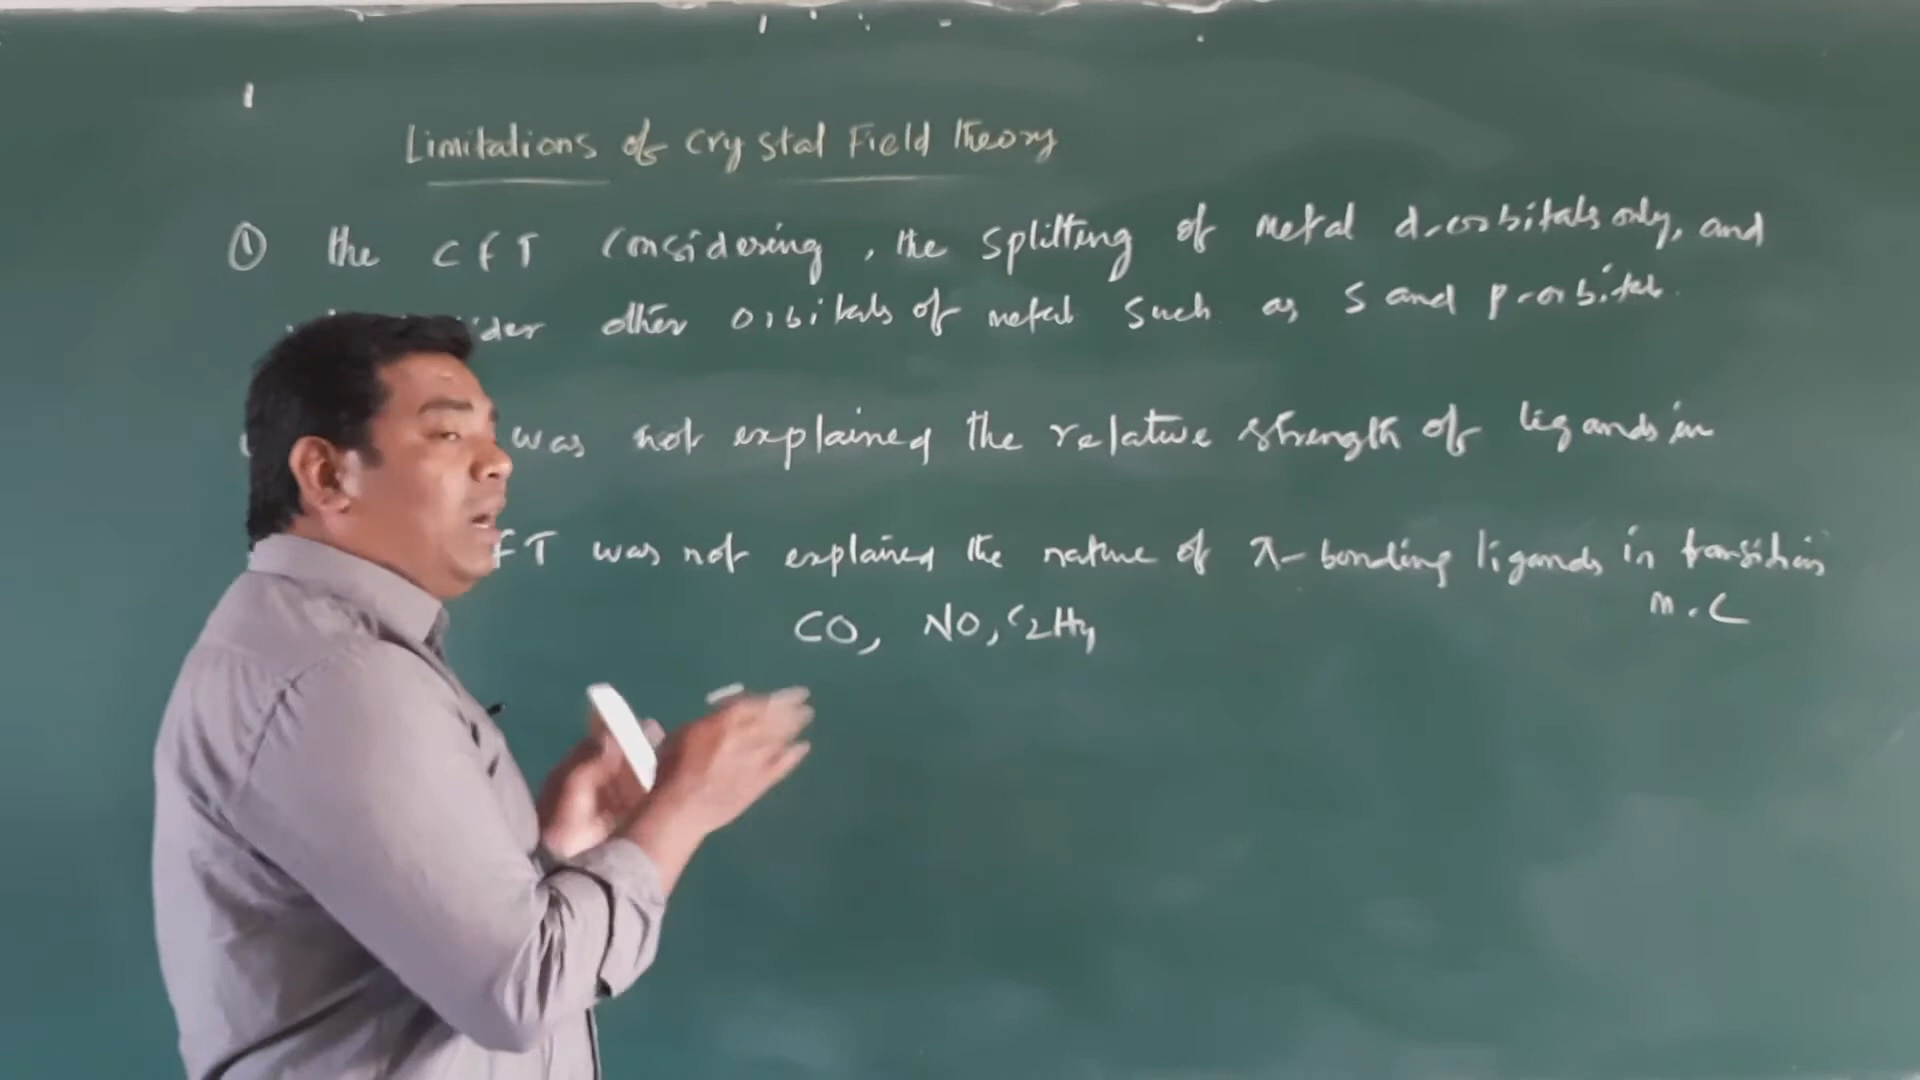 Limitations of Crystal Field theory
① the CFT Considering, the splitting of metal d-orbitals only, and
other orbitals of metal such as s and p-orbitals.
was not explained the relative strength of ligands in
FT was not explained the nature of π-bonding ligands in transition
m.C
CO, NO, C2H4